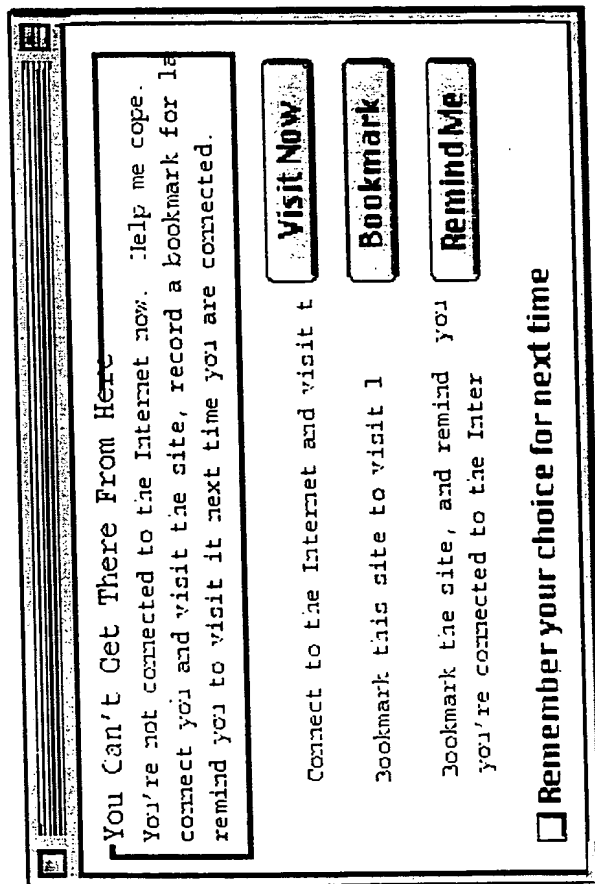 You Can't Get There From Here
You're not connected to the Internet now. Help me cope.
connect you and visit the site, record a bookmark for la
remind you to visit it next time you are connected.
Connect to the Internet and visit t
Visit Now
Bookmark this site to visit l
Bookmark
Bookmark the site, and remind you
you're connected to the Inter
Remind Me
Remember your choice for next time